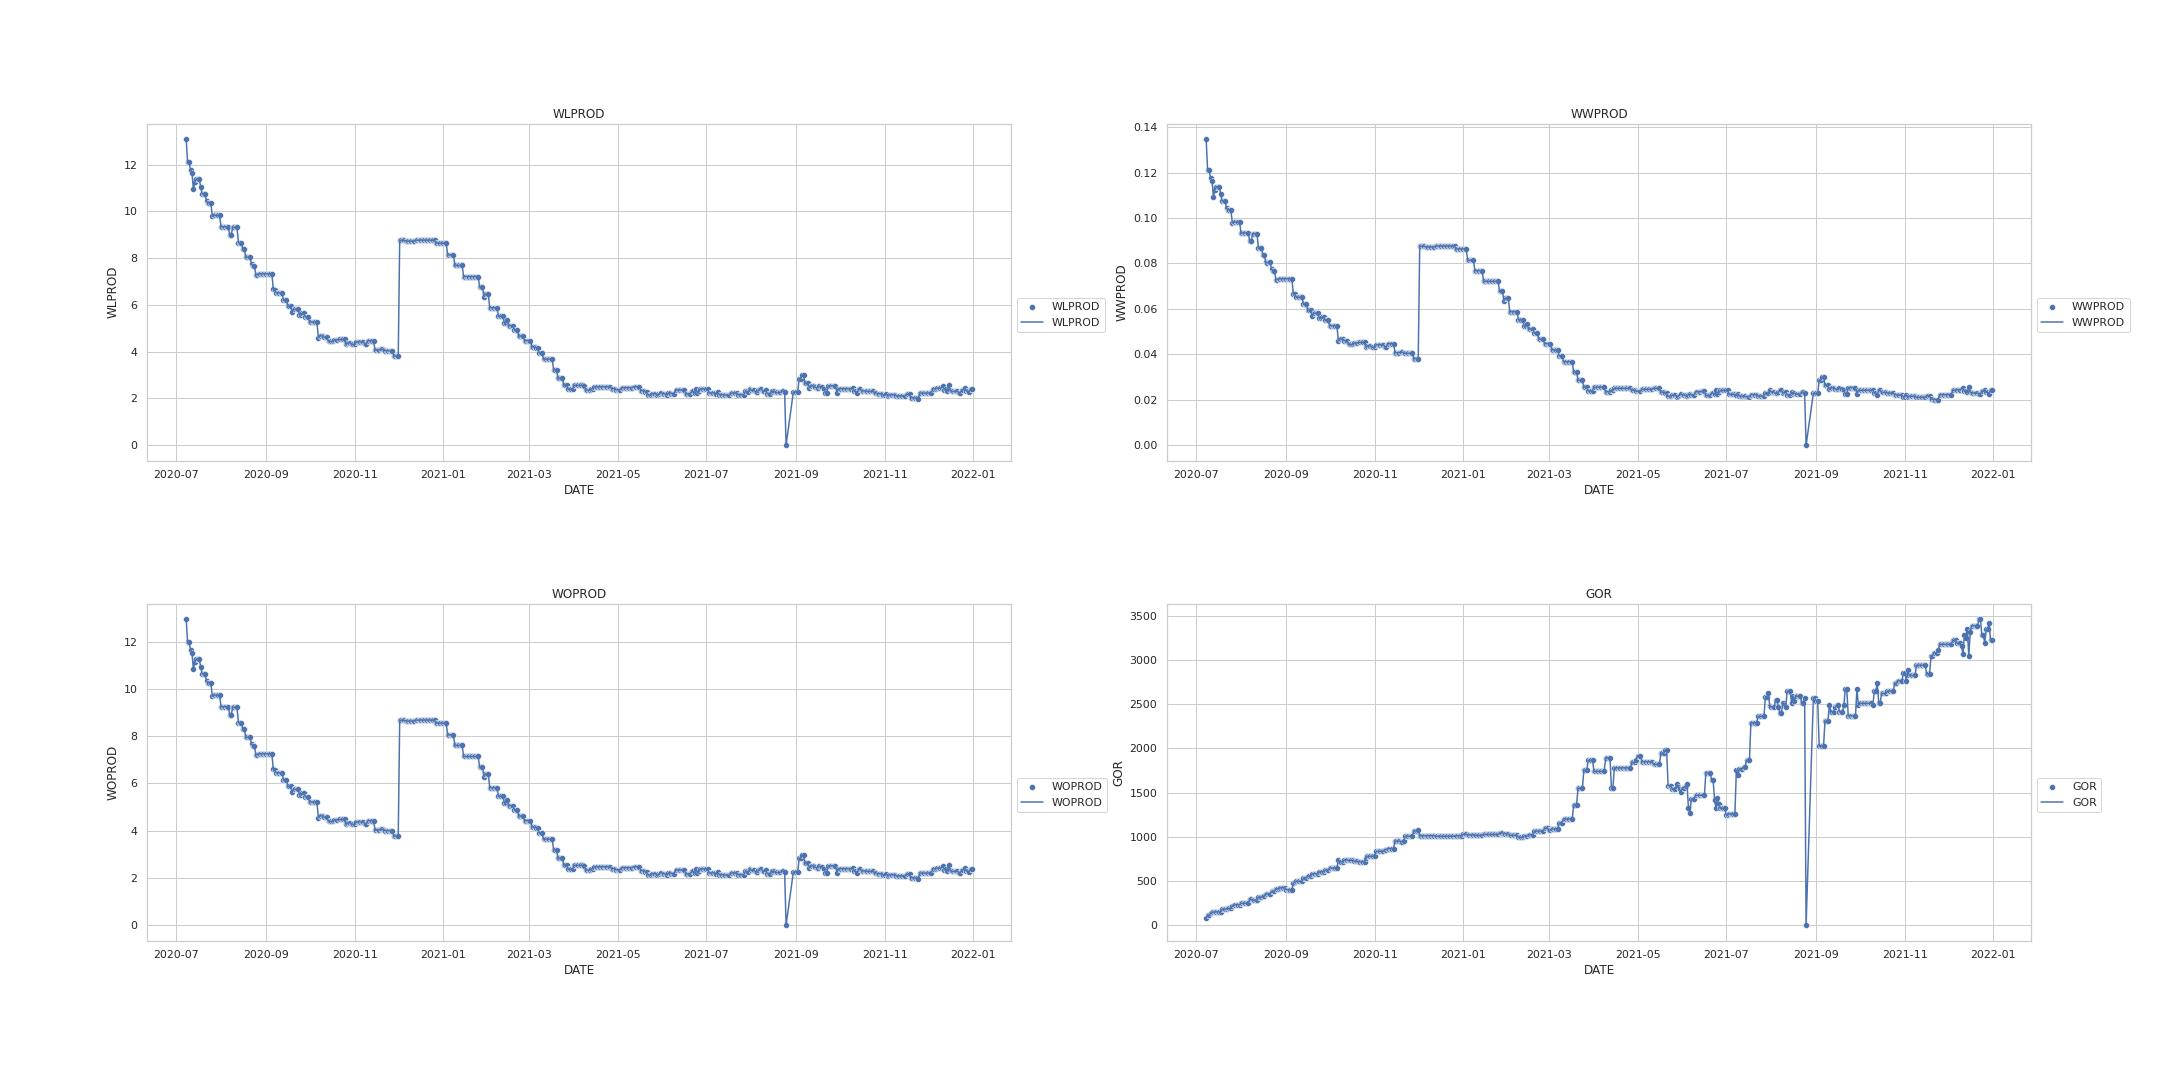 WLPROD
12
10
8
6
4
2
0
WLPROD
2020-07 2020-09 2020-11 2021-01 2021-03 2021-05 2021-07 2021-09 2021-11 2022-01
DATE
WLPROD
WLPROD
WWPROD
0.14
0.12
0.10
0.08
0.06
0.04
0.02
0.00
WWPROD
2020-07 2020-09 2020-11 2021-01 2021-03 2021-05 2021-07 2021-09 2021-11 2022-01
DATE
WWPROD
WWPROD
WOPROD
12
10
8
6
4
2
0
WOPROD
2020-07 2020-09 2020-11 2021-01 2021-03 2021-05 2021-07 2021-09 2021-11 2022-01
DATE
WOPROD
WOPROD
GOR
3500
3000
2500
2000
1500
1000
500
0
GOR
2020-07 2020-09 2020-11 2021-01 2021-03 2021-05 2021-07 2021-09 2021-11 2022-01
DATE
GOR
GOR